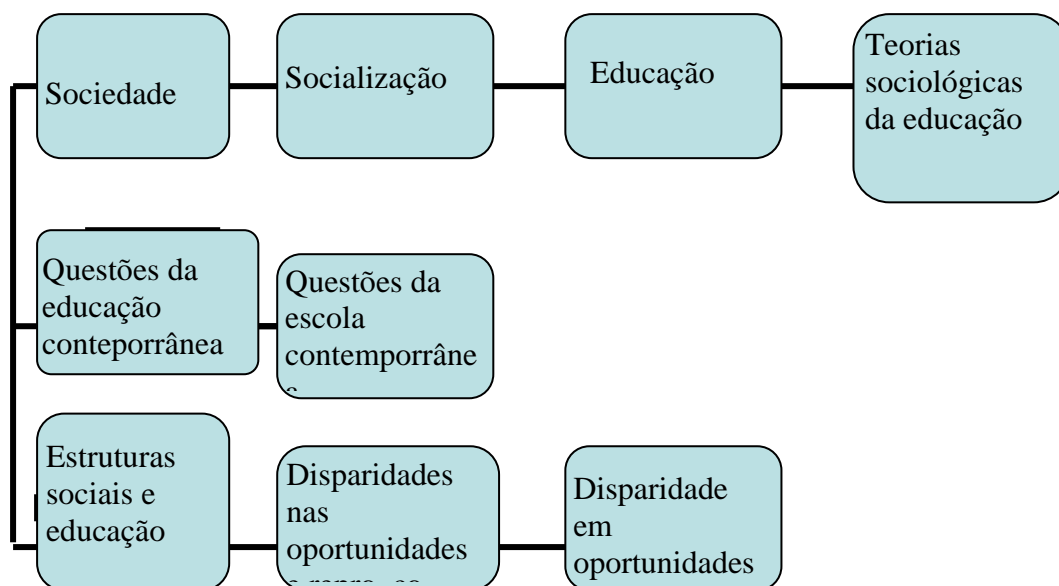 Sociedade
Socialização
Educação
Teorias
sociológicas
da educação
Questões da
educação
conteporrânea
Questões da
escola
contemporrâne
Estruturas
sociais e
educação
Disparidades
nas
oportunidades
Disparidade
em
oportunidades